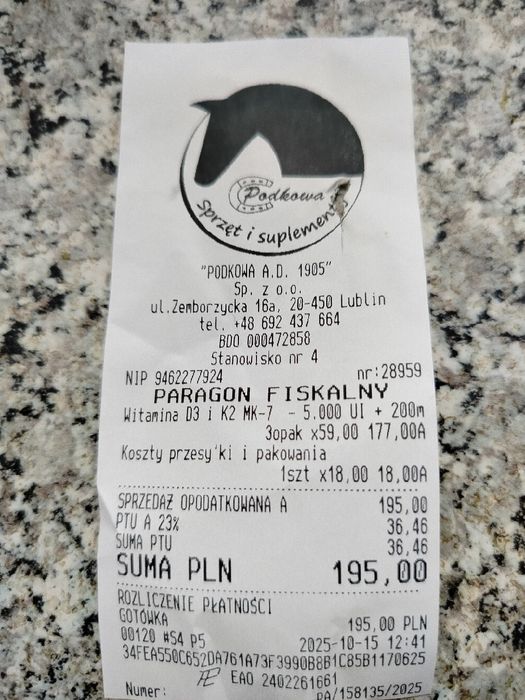 Podkowa
Sprzęt i suplementy
"PODKOWA A.D. 1905"
Sp. z o.o.
ul.Zemborzycka 16a, 20-450 Lublin
tel. +48 692 437 664
BDO 000472858
Stanowisko nr 4
NIP 9462277924 nr:28959
PARAGON FISKALNY
Witamina D3 i K2 MK-7 - 5.000 UI + 200m
3opak x59,00 177,00A
Koszty przesy'ki i pakowania
1szt x18,00 18,00A
SPRZEDAŻ OPODATKOWANA A 195,00
PTU A 23% 36,46
SUMA PTU 36,46
SUMA PLN 195,00
ROZLICZENIE PŁATNOŚCI
GOTÓWKA 195,00 PLN
00120 #S4 P5 2025-10-15 12:41
34FEA550C652DA761A73F3990B8B1C85B1170625
EAO 2402261661
Numer: PA/158135/2025